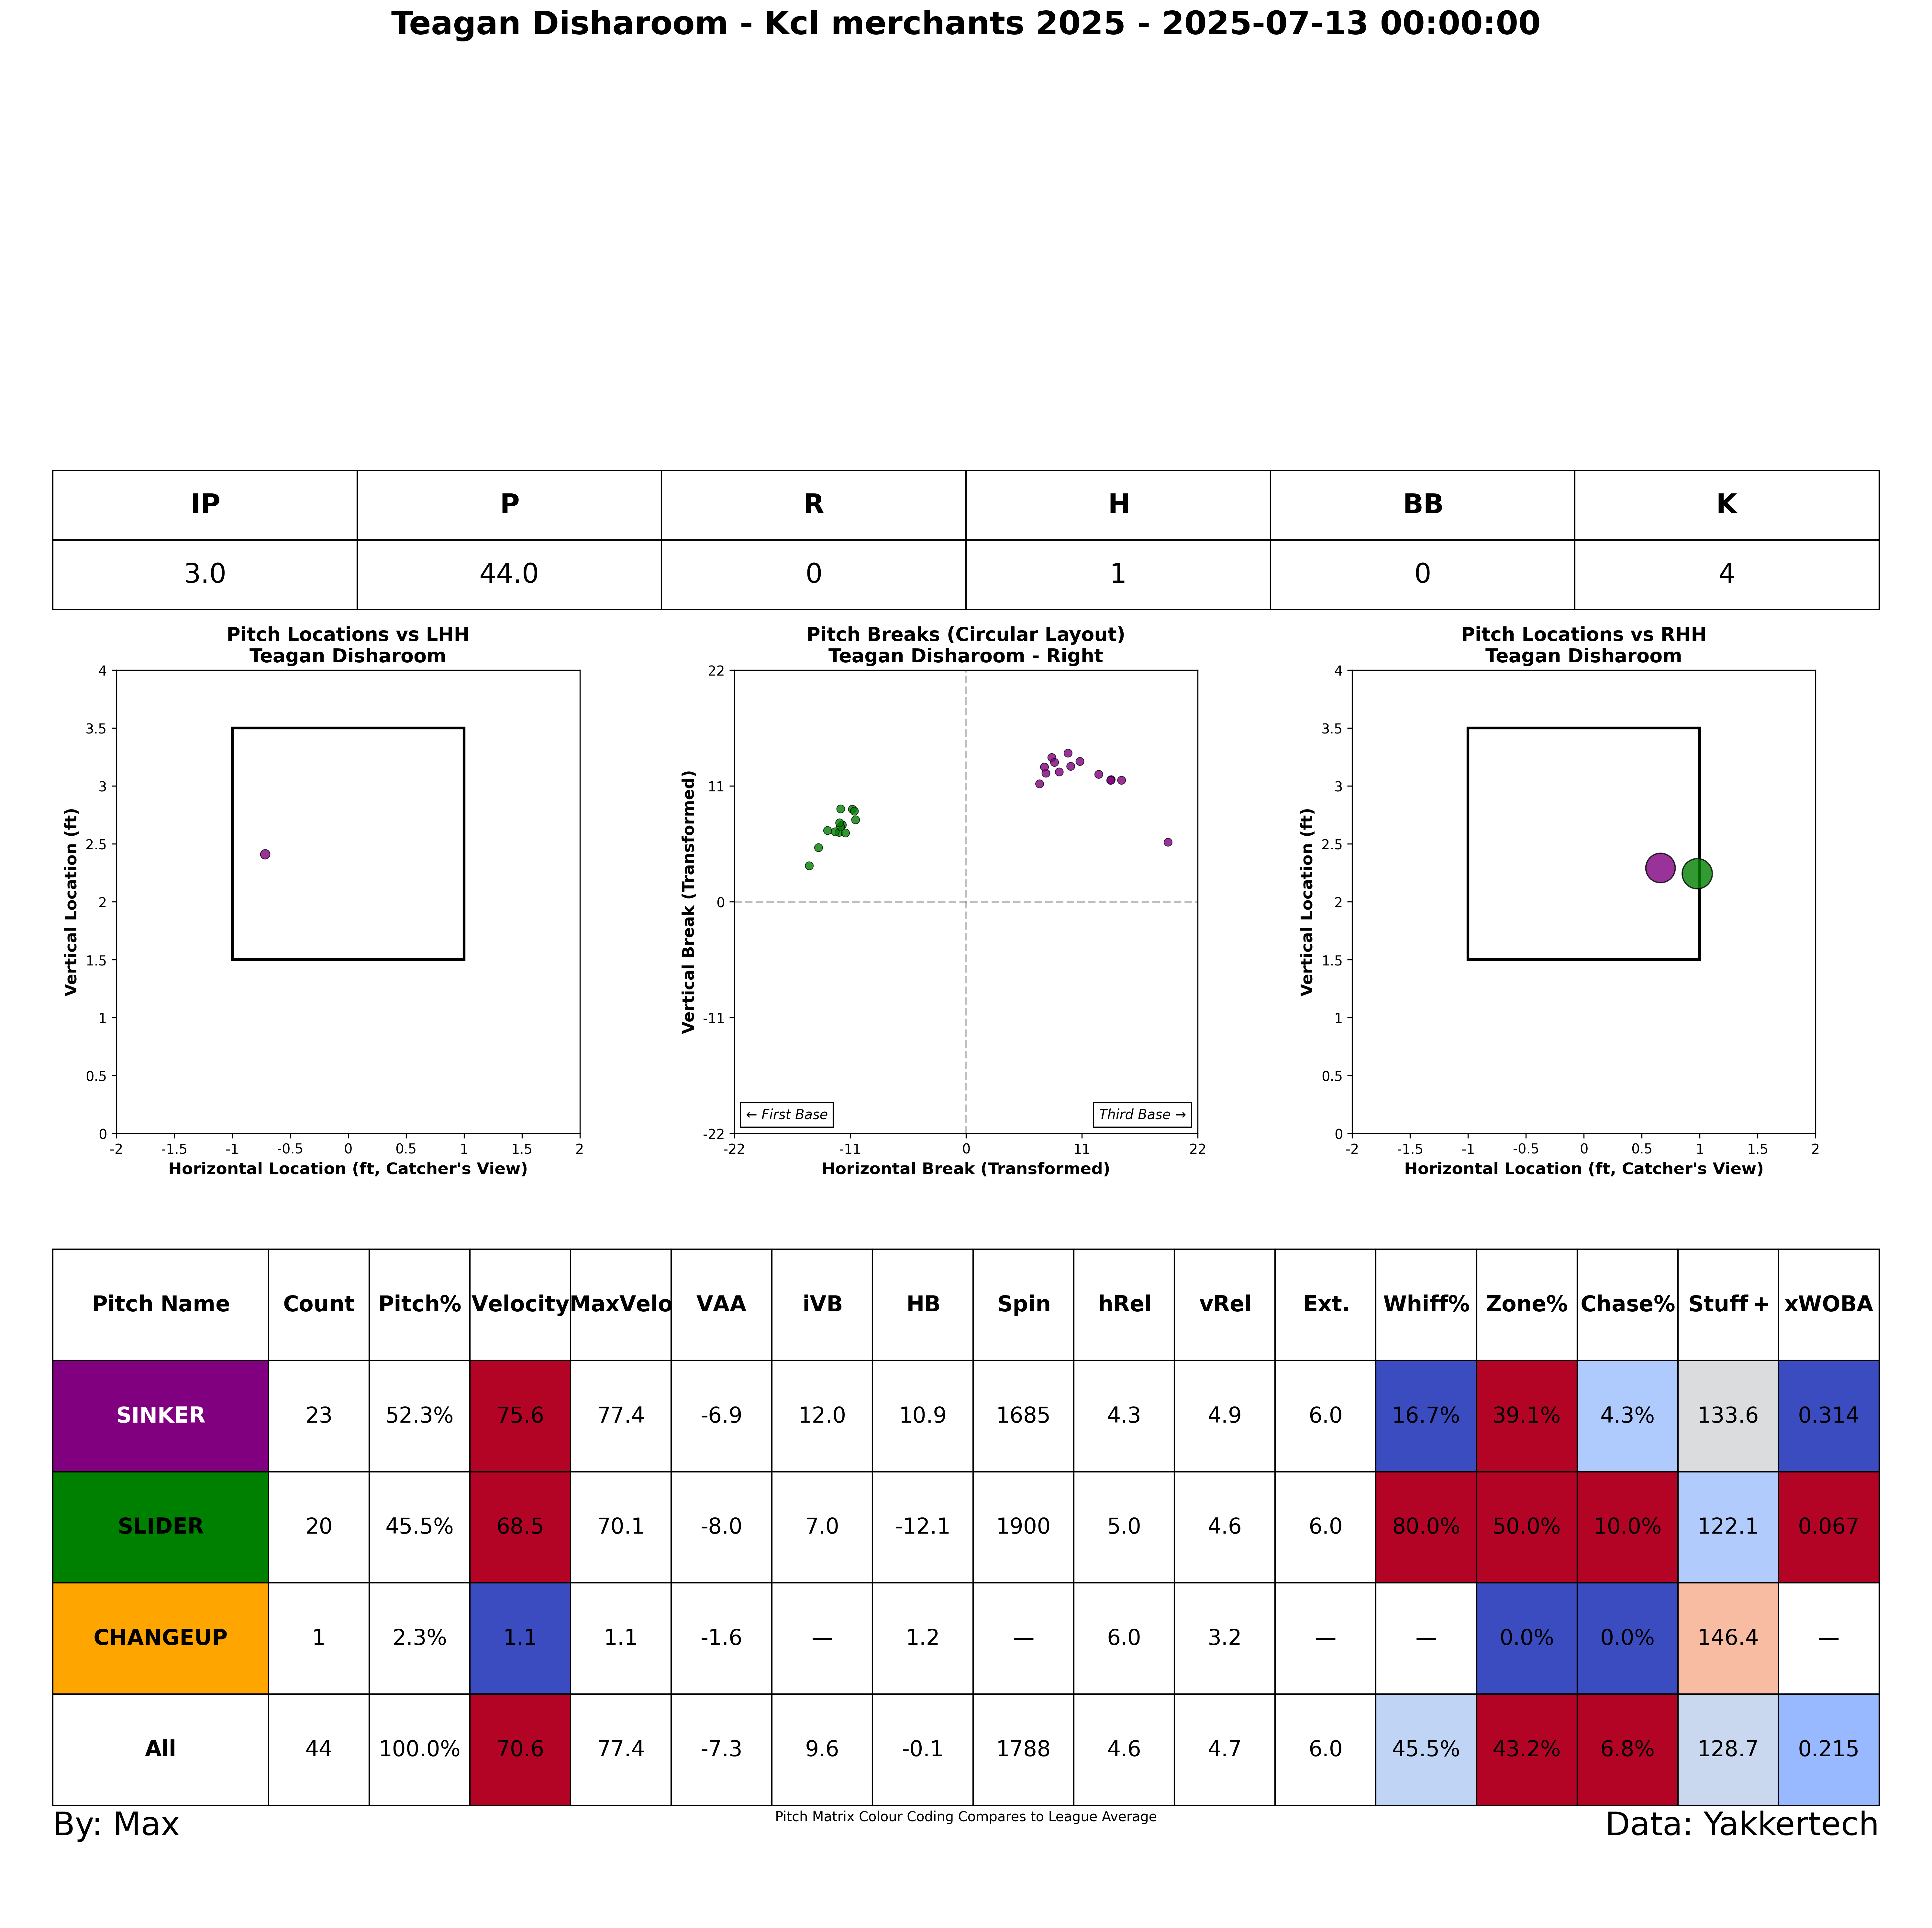 Teagan Disharoom - Kcl merchants 2025 - 2025-07-13 00:00:00
IP P R H BB K
3.0 44.0 0 1 0 4
Pitch Locations vs LHH
Teagan Disharoom
4
3.5
3
2.5
2
1.5
1
0.5
0
-2 -1.5 -1 -0.5 0 0.5 1 1.5 2
Vertical Location (ft)
Horizontal Location (ft, Catcher's View)
Pitch Breaks (Circular Layout)
Teagan Disharoom - Right
22
11
0
-11
-22
-22 -11 0 11 22
← First Base
Third Base →
Vertical Break (Transformed)
Horizontal Break (Transformed)
Pitch Locations vs RHH
Teagan Disharoom
4
3.5
3
2.5
2
1.5
1
0.5
0
-2 -1.5 -1 -0.5 0 0.5 1 1.5 2
Vertical Location (ft)
Horizontal Location (ft, Catcher's View)
Pitch Name Count Pitch% Velocity MaxVelo VAA iVB HB Spin hRel vRel Ext. Whiff% Zone% Chase% Stuff+ xWOBA
SINKER 23 52.3% 75.6 77.4 -6.9 12.0 10.9 1685 4.3 4.9 6.0 16.7% 39.1% 4.3% 133.6 0.314
SLIDER 20 45.5% 68.5 70.1 -8.0 7.0 -12.1 1900 5.0 4.6 6.0 80.0% 50.0% 10.0% 122.1 0.067
CHANGEUP 1 2.3% 1.1 1.1 -1.6 — 1.2 — 6.0 3.2 — — 0.0% 0.0% 146.4 —
All 44 100.0% 70.6 77.4 -7.3 9.6 -0.1 1788 4.6 4.7 6.0 45.5% 43.2% 6.8% 128.7 0.215
By: Max
Pitch Matrix Colour Coding Compares to League Average
Data: Yakkertech